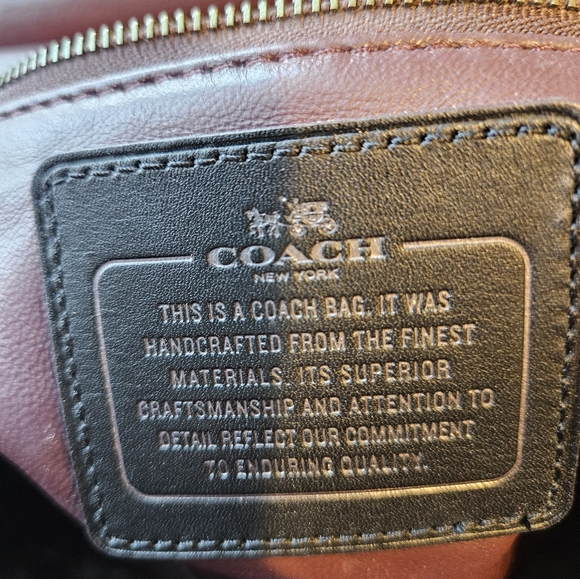 COACH
NEW YORK
THIS IS A COACH BAG. IT WAS
HANDCRAFTED FROM THE FINEST
MATERIALS. ITS SUPERIOR
CRAFTSMANSHIP AND ATTENTION TO
DETAIL REFLECT OUR COMMITMENT
TO ENDURING QUALITY.